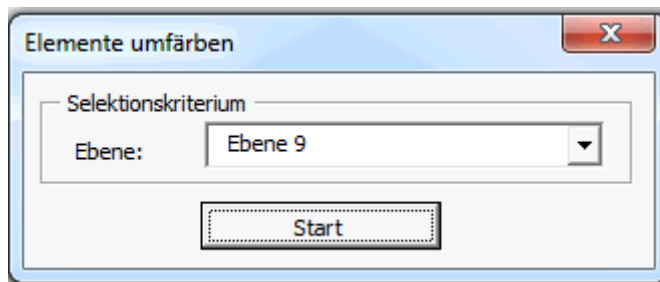 Elemente umfärben
Selektionskriterium
Ebene: Ebene 9
Start